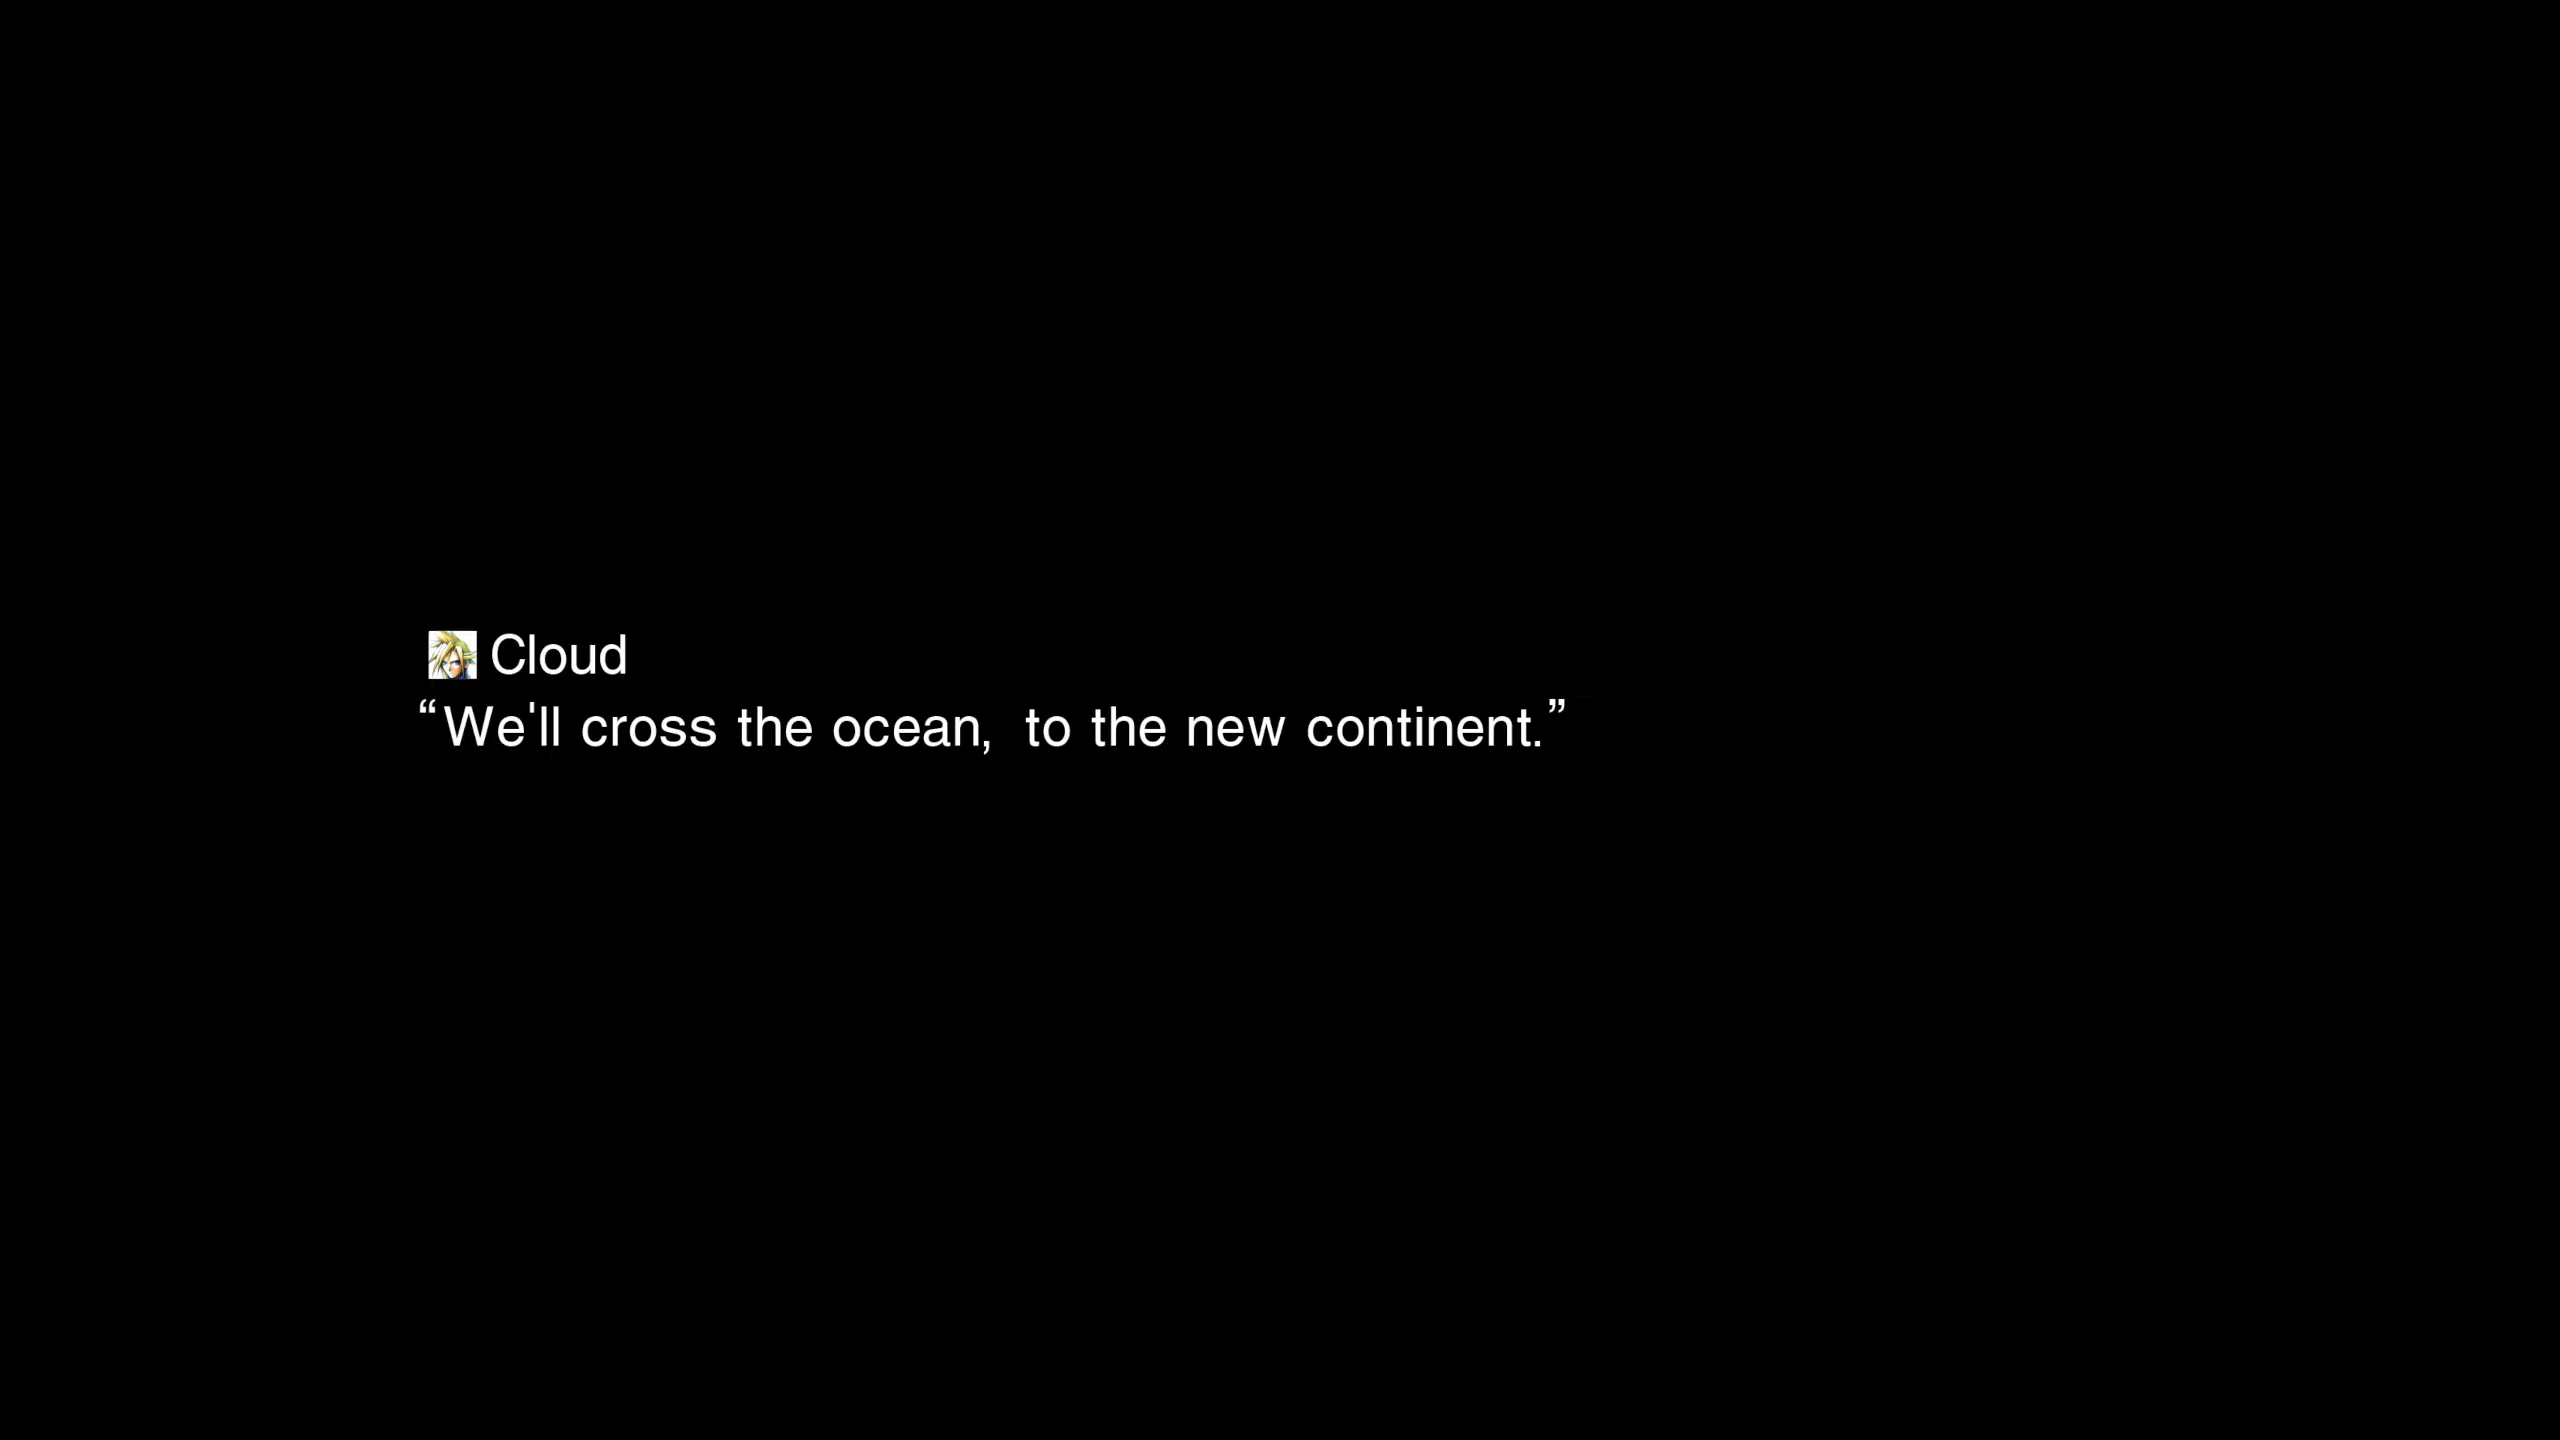 Cloud
“We'll cross the ocean, to the new continent.”